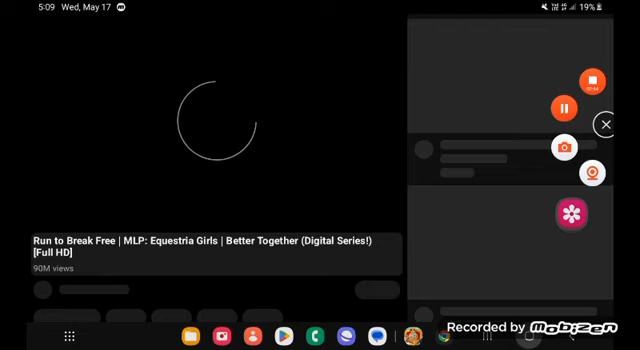 5:09 Wed, May 17
19%
Run to Break Free | MLP: Equestria Girls | Better Together (Digital Series!)
[Full HD]
90M views
Recorded by mobizen